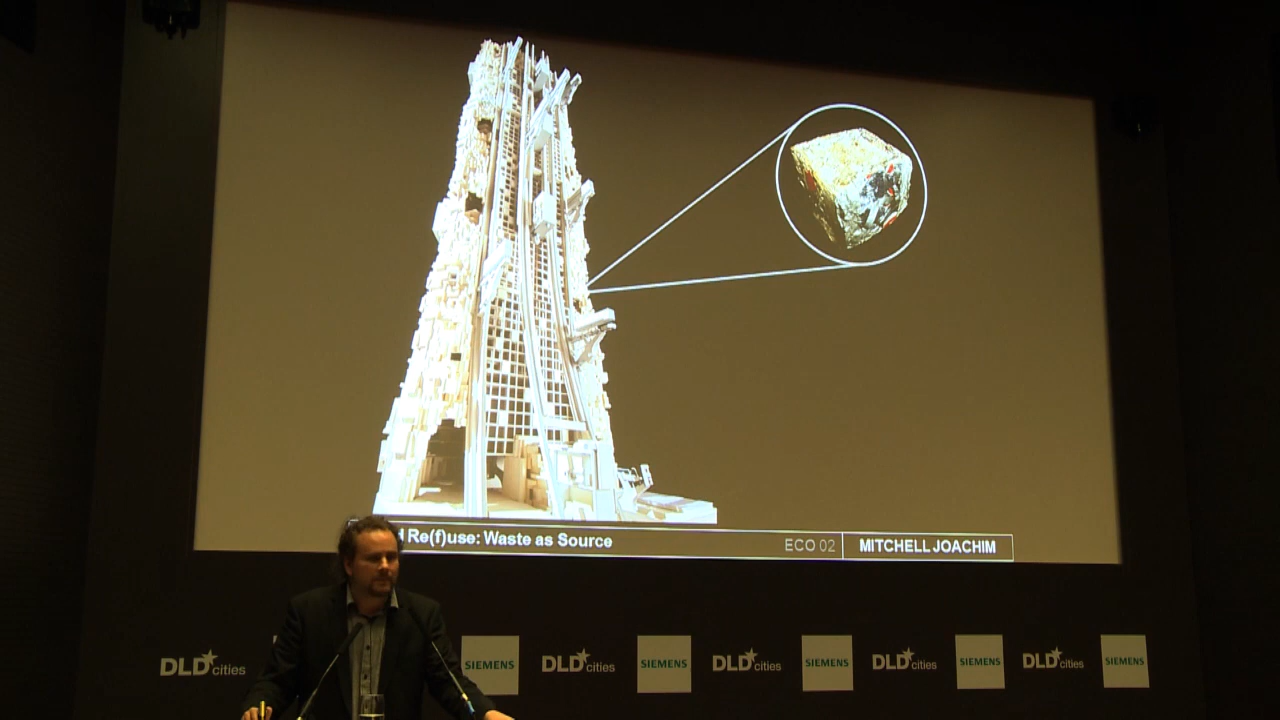 Re(f)use: Waste as Source
ECO 02
MITCHELL JOACHIM
DLD cities
SIEMENS
DLD cities
SIEMENS
DLD cities
SIEMENS
DLD cities
SIEMENS
DLD cities
SIEMENS